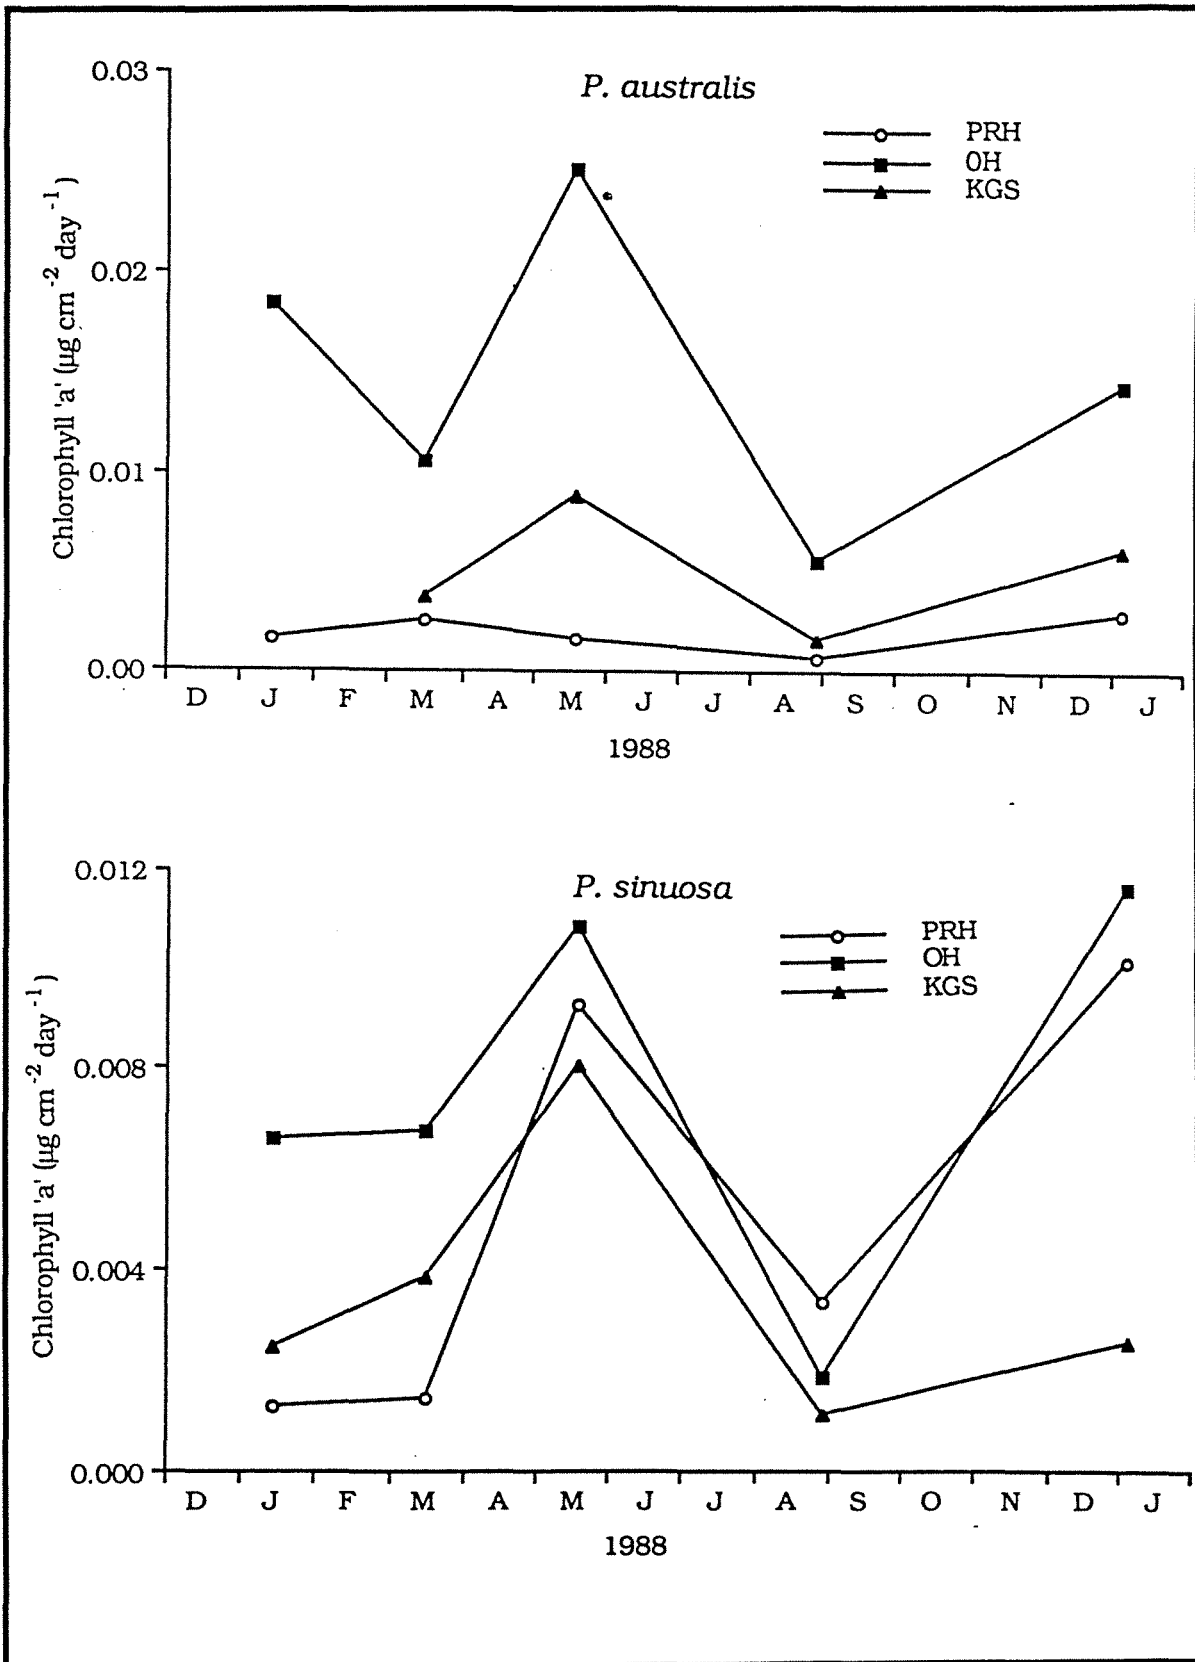 P. australis
PRH
OH
KGS
Chlorophyll 'a' (µg cm⁻² day⁻¹)
0.03
0.02
0.01
0.00
D J F M A M J J A S O N D J
1988
P. sinuosa
PRH
OH
KGS
Chlorophyll 'a' (µg cm⁻² day⁻¹)
0.012
0.008
0.004
0.000
D J F M A M J J A S O N D J
1988